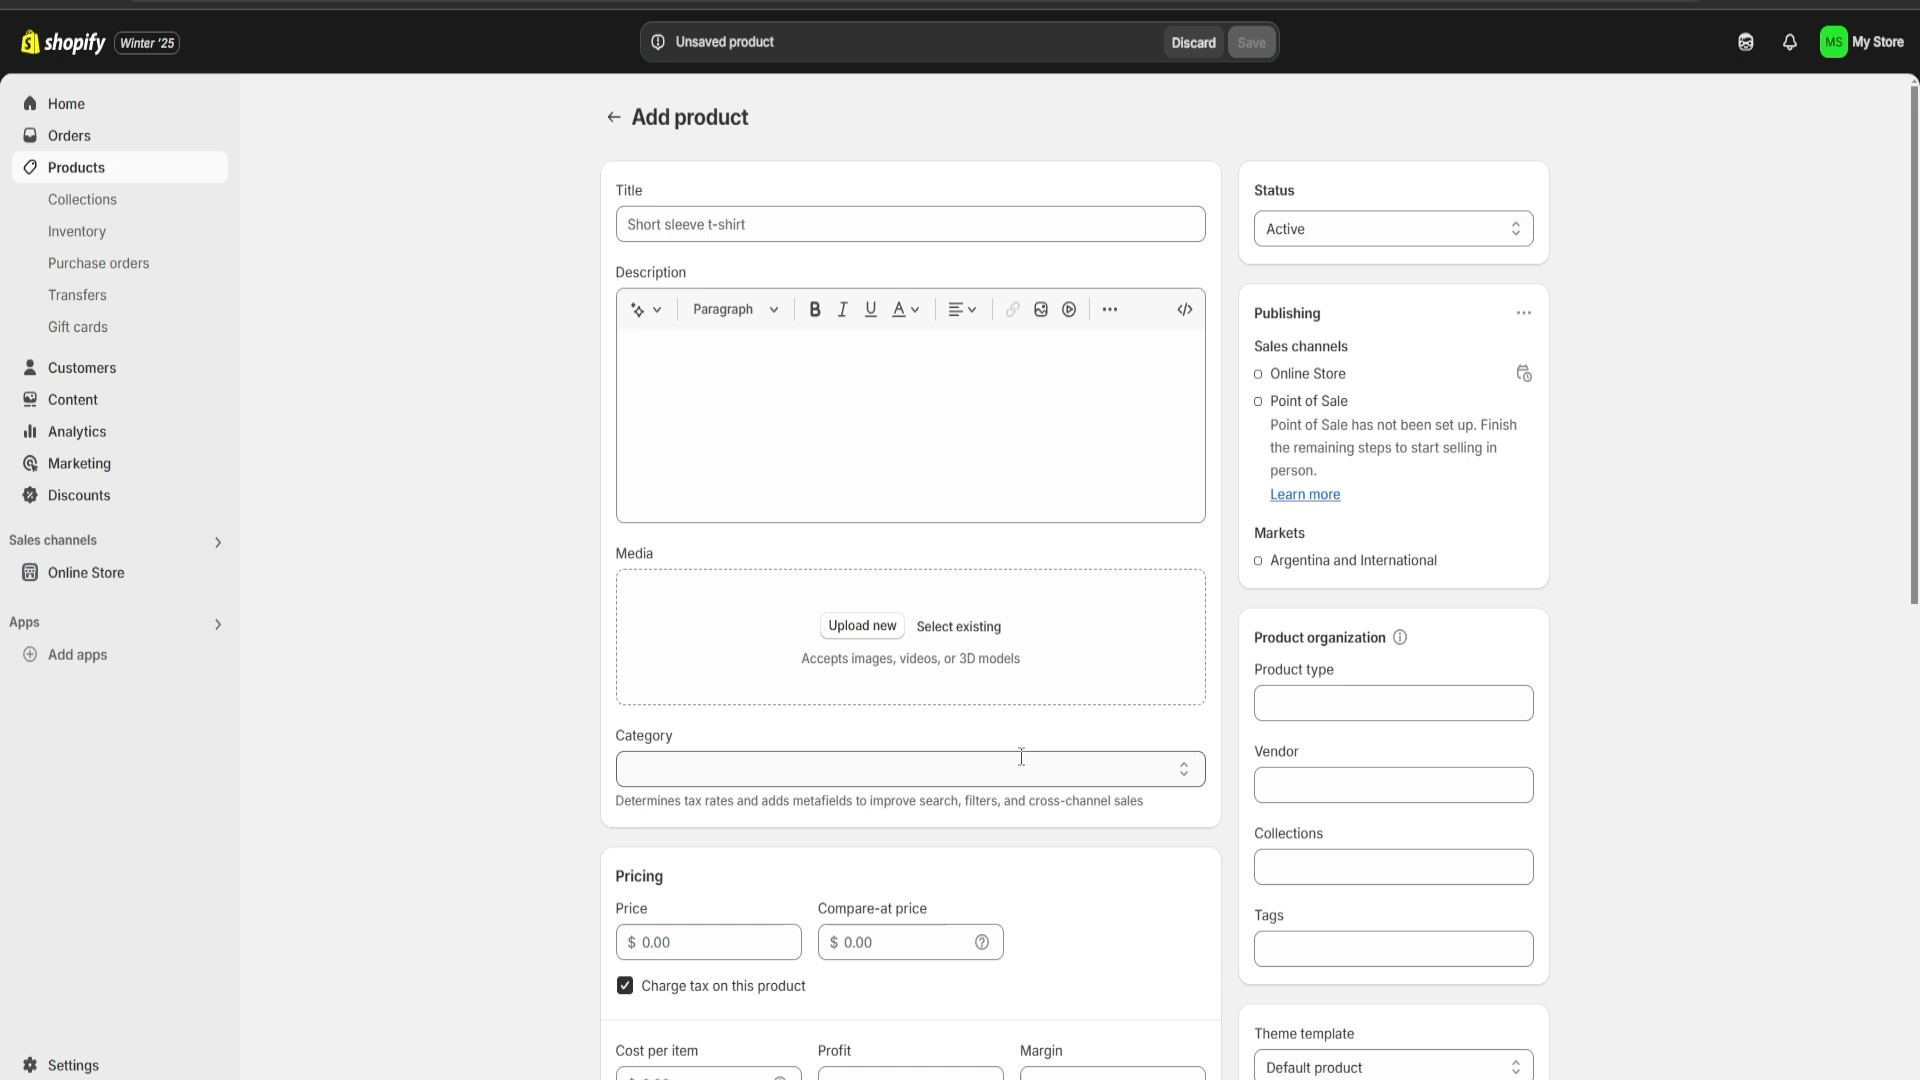 shopify Winter '25
Unsaved product
Discard
Save
MS My Store
Home
Orders
Products
Collections
Inventory
Purchase orders
Transfers
Gift cards
Customers
Content
Analytics
Marketing
Discounts
Sales channels
Online Store
Apps
Add apps
Settings
Add product
Title
Short sleeve t-shirt
Description
Paragraph
Media
Upload new Select existing
Accepts images, videos, or 3D models
Category
Determines tax rates and adds metafields to improve search, filters, and cross-channel sales
Pricing
Price Compare-at price
$ 0.00 $ 0.00
Charge tax on this product
Cost per item Profit Margin
Status
Active
Publishing
Sales channels
Online Store
Point of Sale
Point of Sale has not been set up. Finish
the remaining steps to start selling in
person.
Learn more
Markets
Argentina and International
Product organization
Product type
Vendor
Collections
Tags
Theme template
Default product